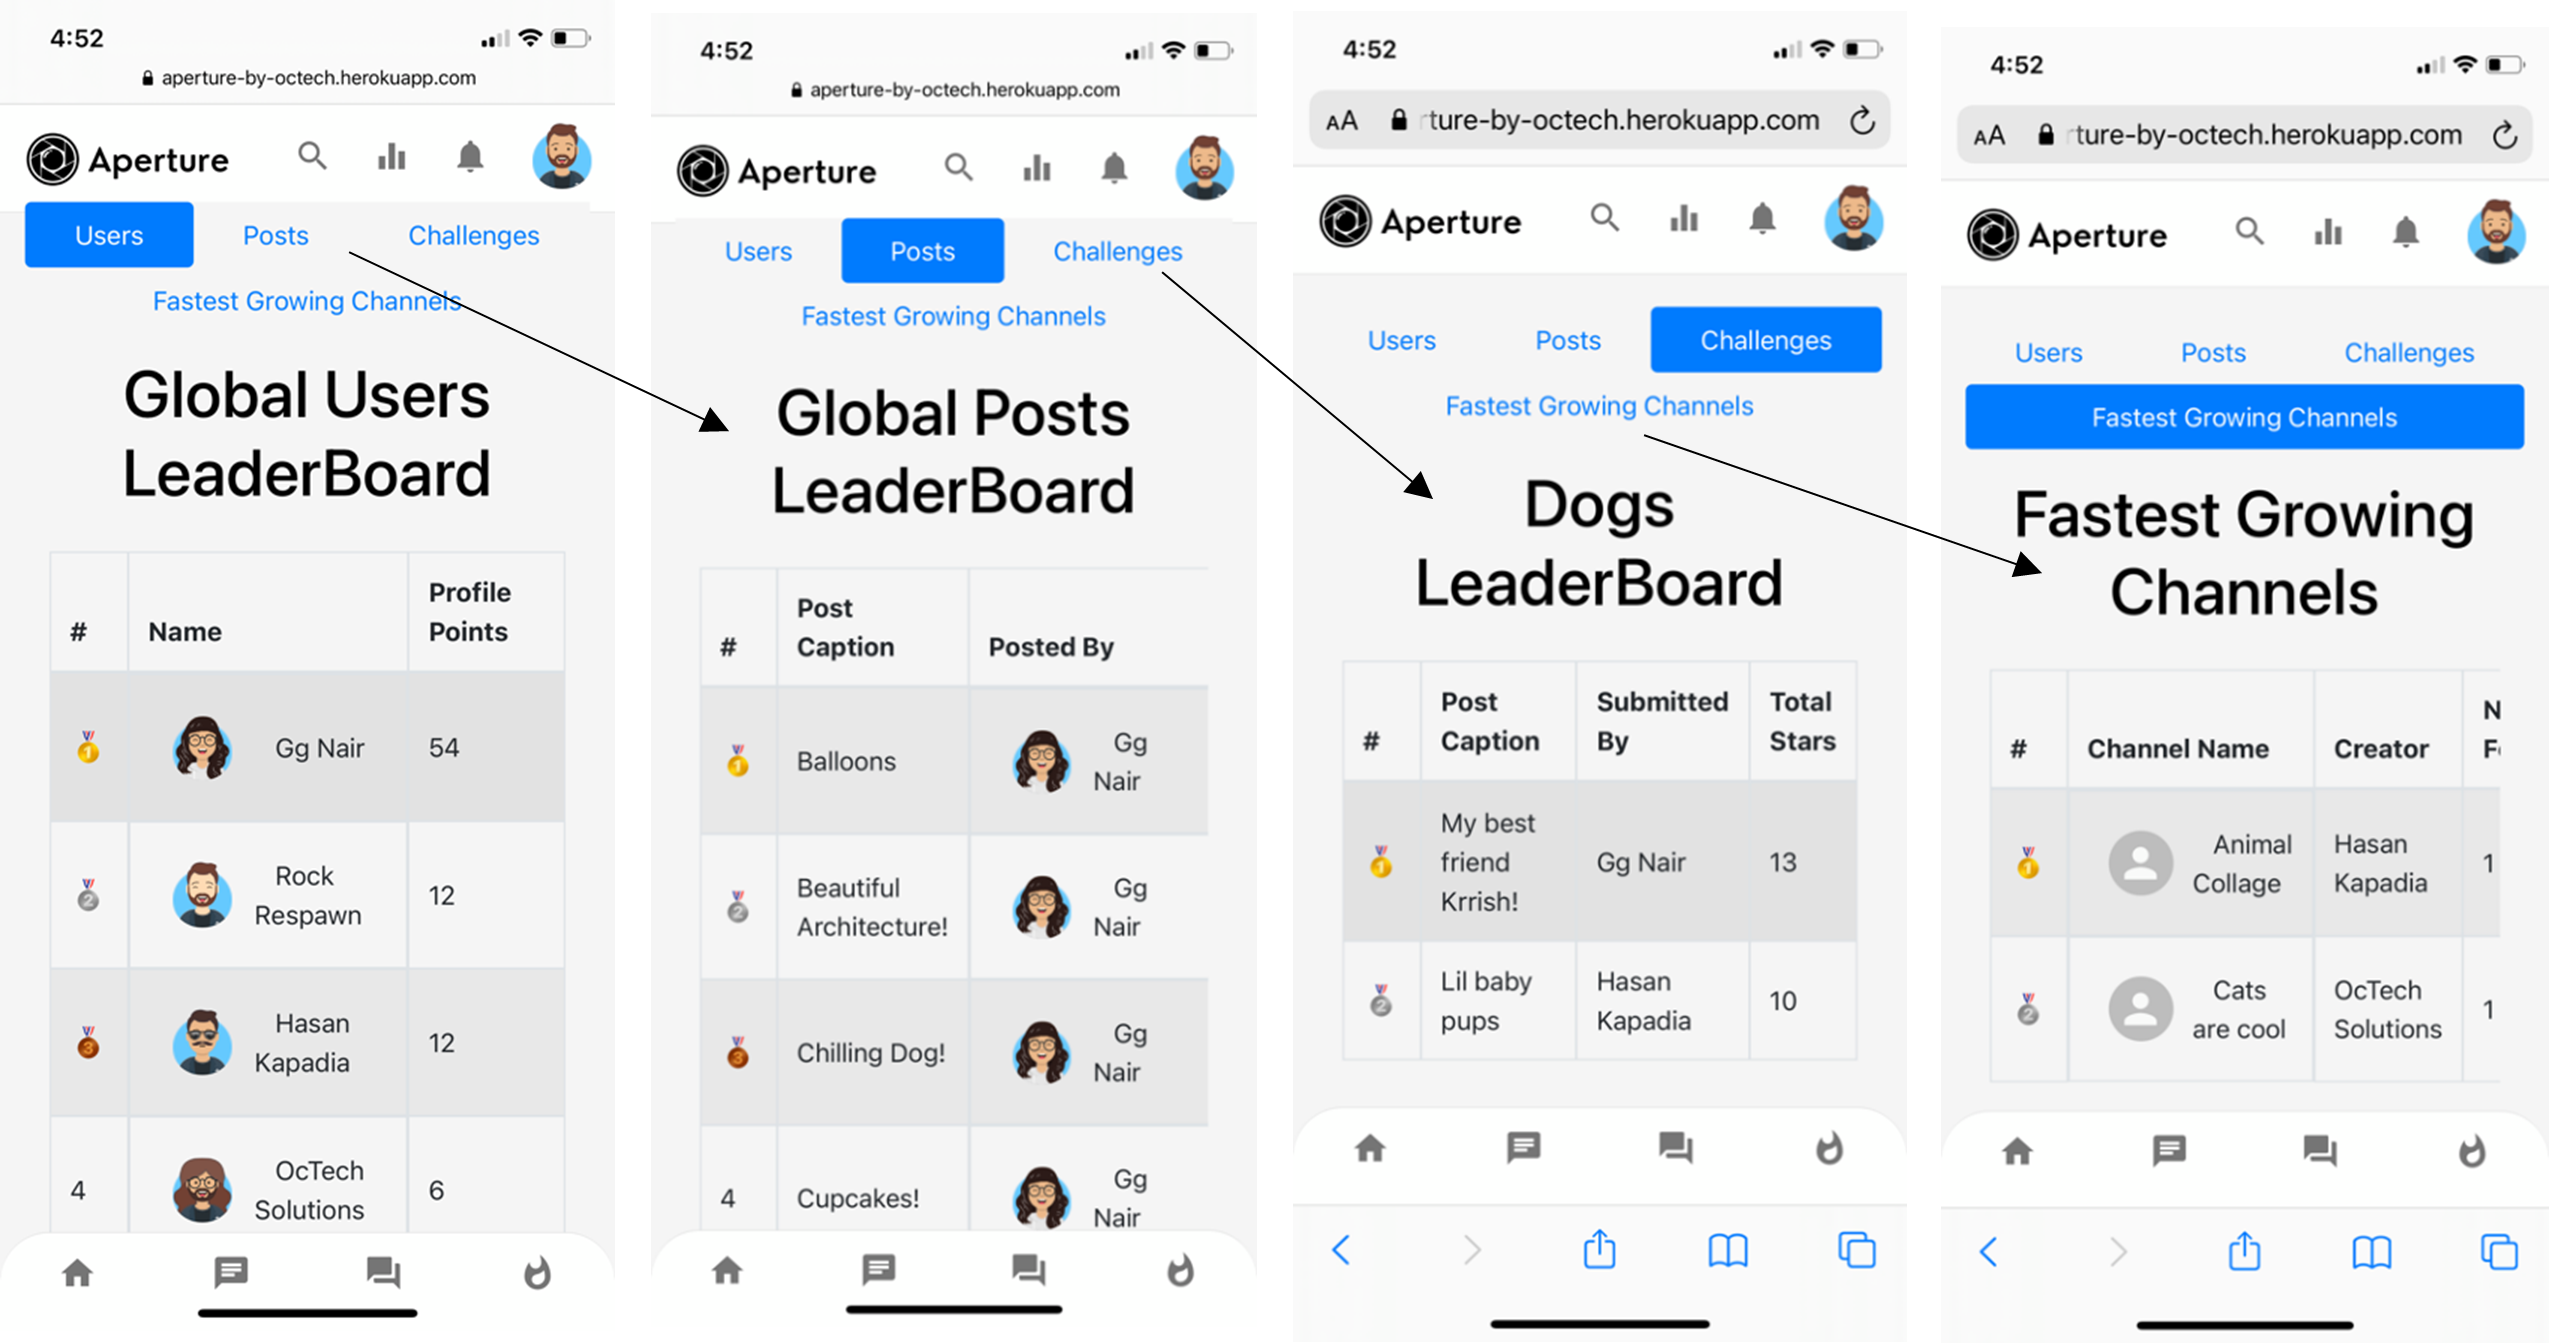 4:52
aperture-by-octech.herokuapp.com
Aperture
Users Posts Challenges
Fastest Growing Channels
Global Users
LeaderBoard
# Name Profile Points
1 Gg Nair 54
2 Rock Respawn 12
3 Hasan Kapadia 12
4 OcTech Solutions 6
4:52
aperture-by-octech.herokuapp.com
Aperture
Users Posts Challenges
Fastest Growing Channels
Global Posts
LeaderBoard
# Post Caption Posted By
1 Balloons Gg Nair
2 Beautiful Architecture! Gg Nair
3 Chilling Dog! Gg Nair
4 Cupcakes! Gg Nair
4:52
AA rture-by-octech.herokuapp.com
Aperture
Users Posts Challenges
Fastest Growing Channels
Dogs
LeaderBoard
# Post Caption Submitted By Total Stars
1 My best friend Krrish! Gg Nair 13
2 Lil baby pups Hasan Kapadia 10
4:52
AA rture-by-octech.herokuapp.com
Aperture
Users Posts Challenges
Fastest Growing Channels
Fastest Growing
Channels
# Channel Name Creator
1 Animal Collage Hasan Kapadia 1
2 Cats are cool OcTech Solutions 1